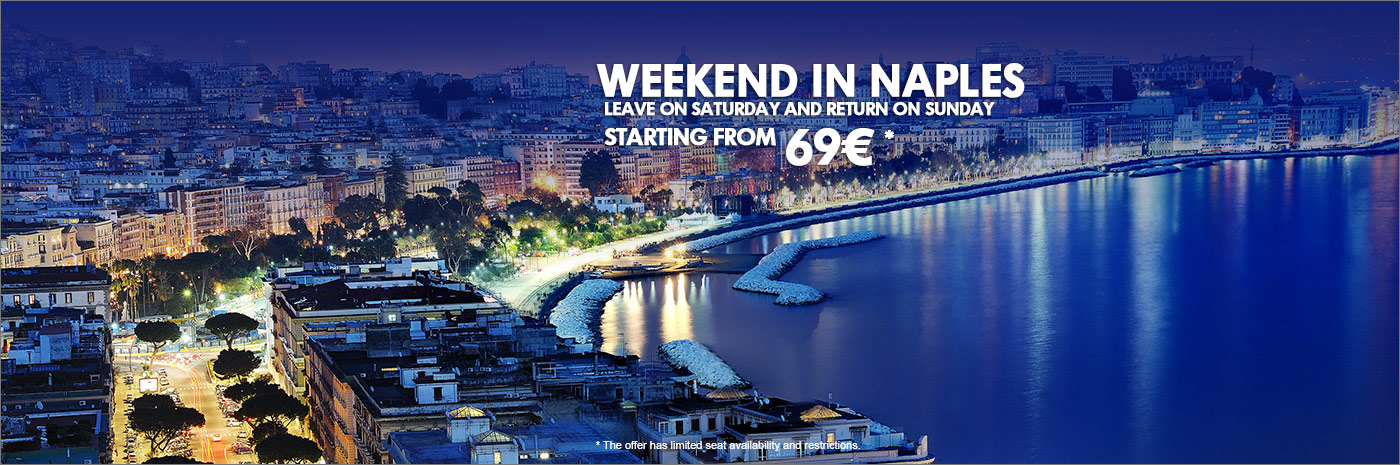 WEEKEND IN NAPLES
LEAVE ON SATURDAY AND RETURN ON SUNDAY
STARTING FROM 69€ *
* The offer has limited seat availability and restrictions.